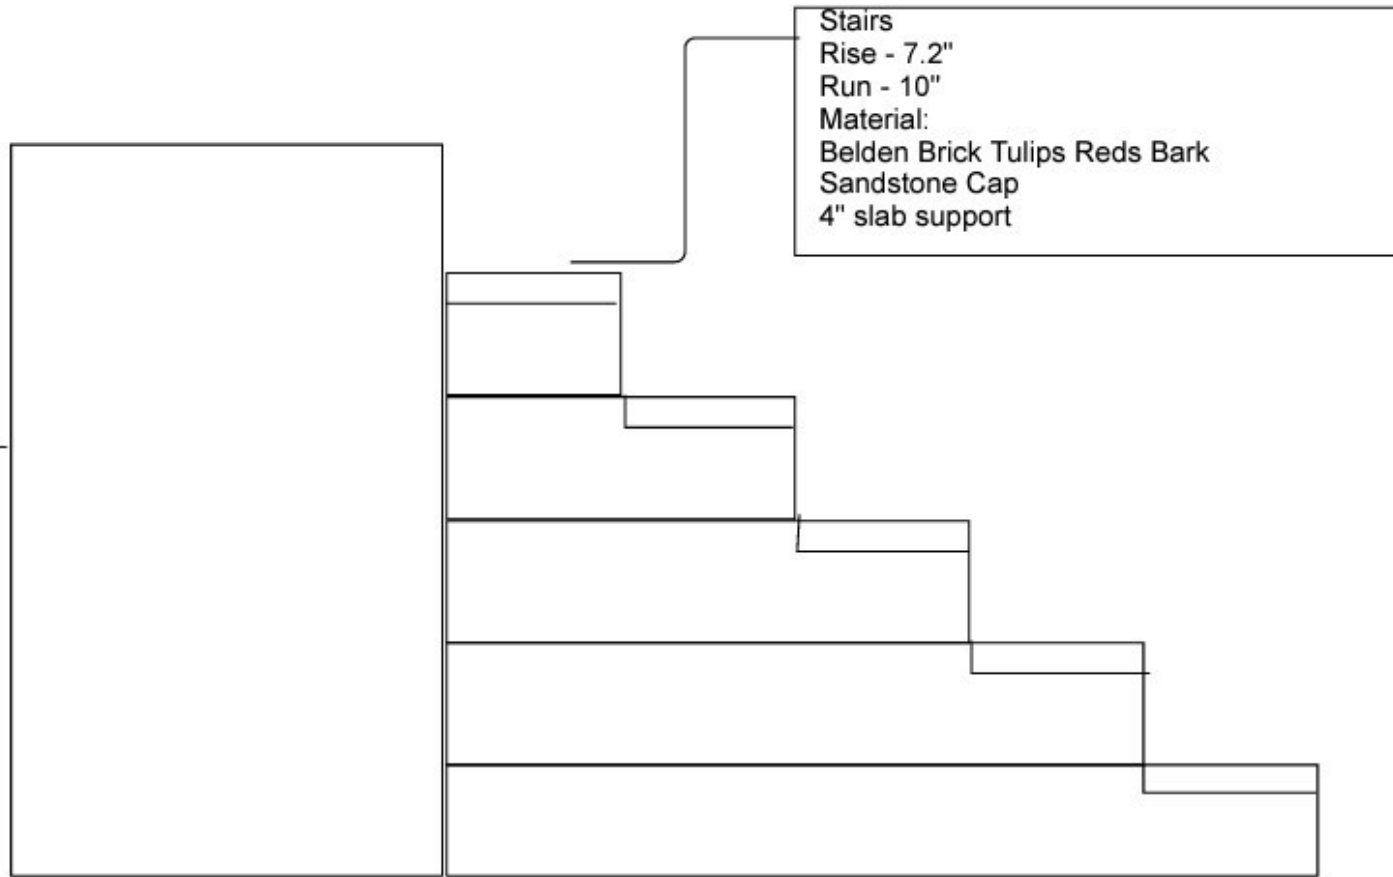 Stairs
Rise - 7.2"
Run - 10"
Material:
Belden Brick Tulips Reds Bark
Sandstone Cap
4" slab support